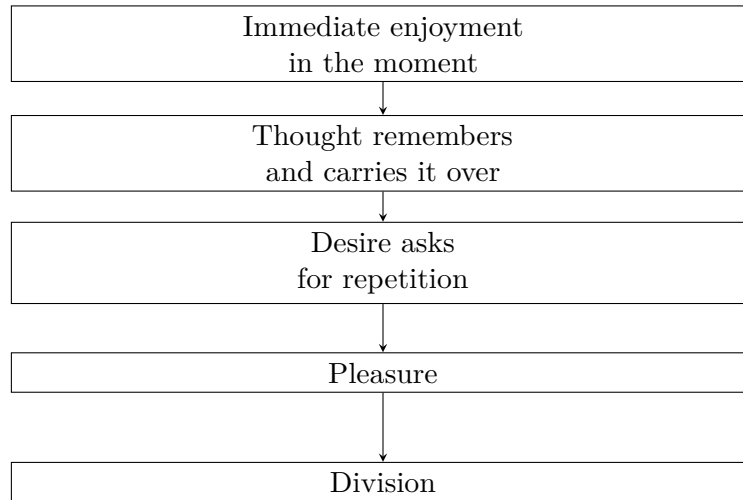 Immediate enjoyment
in the moment
Thought remembers
and carries it over
Desire asks
for repetition
Pleasure
Division